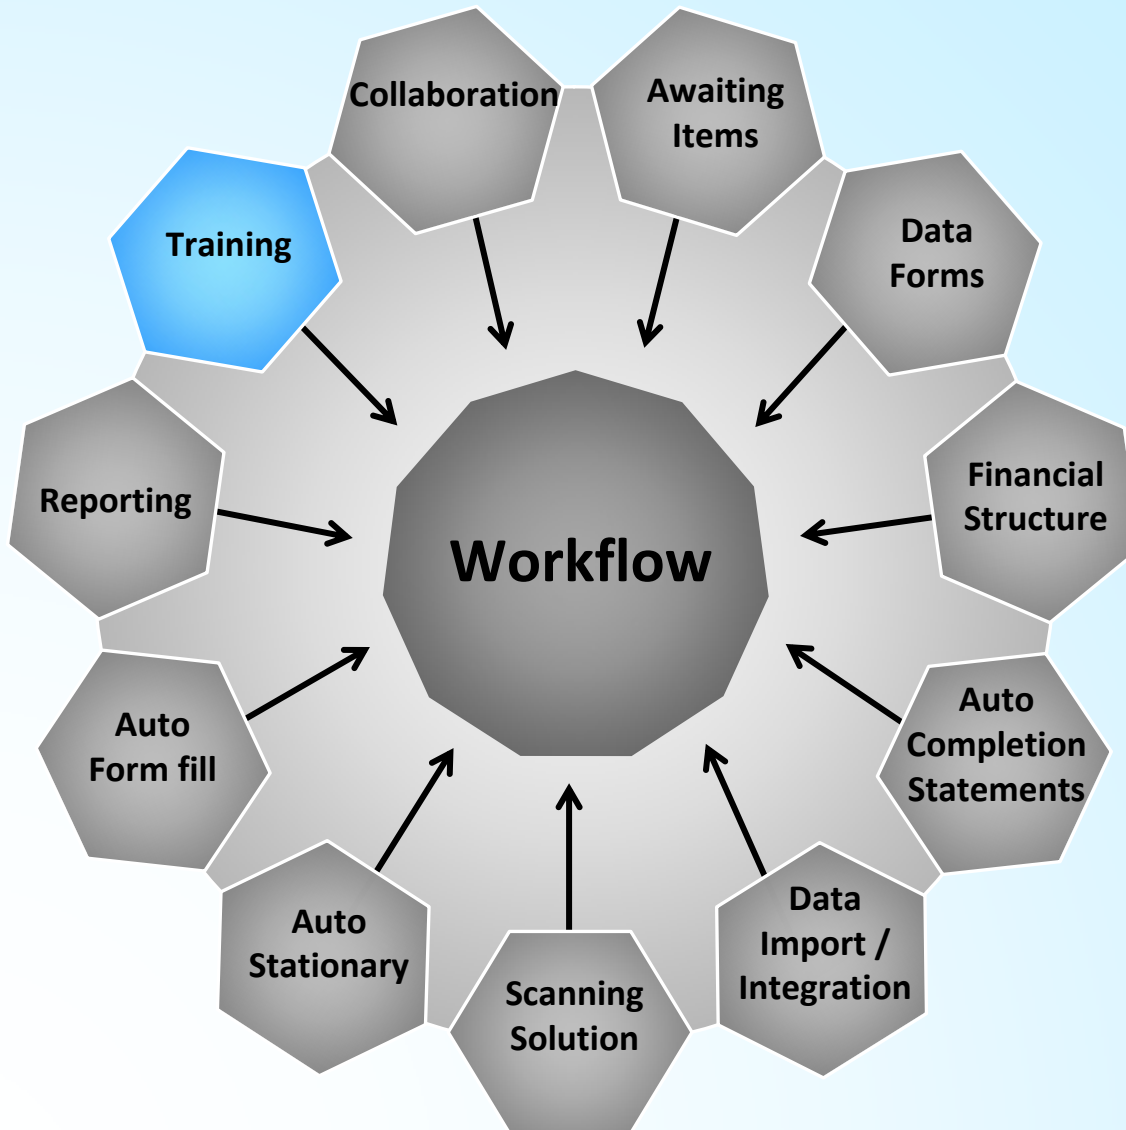 Collaboration
Awaiting
Items
Data
Forms
Financial
Structure
Auto
Completion
Statements
Data
Import /
Integration
Scanning
Solution
Auto
Stationary
Auto
Form fill
Reporting
Training
Workflow